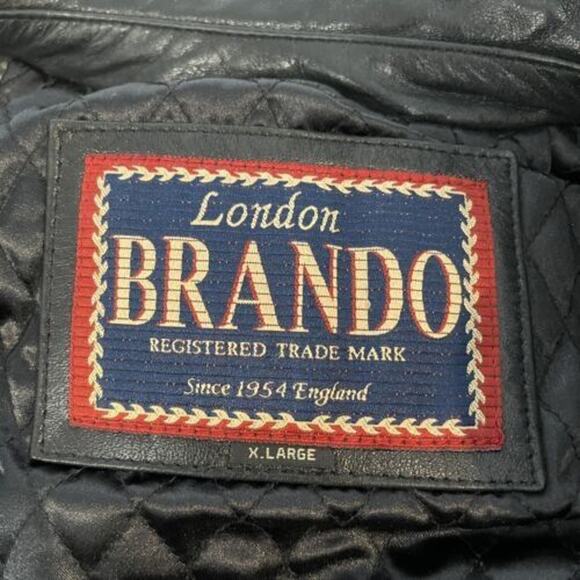 London
BRANDO
REGISTERED TRADE MARK
Since 1954 England
X.LARGE